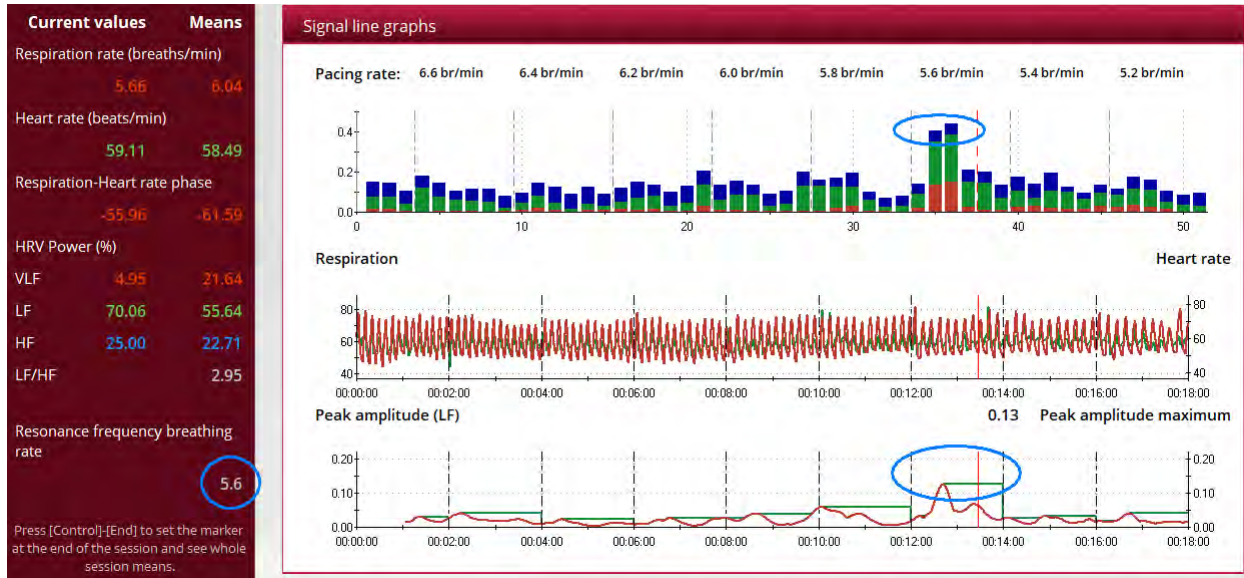 Current values Means
Respiration rate (breaths/min)
5.66 6.04
Heart rate (beats/min)
59.11 58.49
Respiration-Heart rate phase
-55.96 -61.59
HRV Power (%)
VLF 4.95 21.64
LF 70.06 55.64
HF 25.00 22.71
LF/HF 2.95
Resonance frequency breathing
rate
5.6
Press [Control]-[End] to set the marker
at the end of the session and see whole
session means.
Signal line graphs
Pacing rate: 6.6 br/min 6.4 br/min 6.2 br/min 6.0 br/min 5.8 br/min 5.6 br/min 5.4 br/min 5.2 br/min
0.4
0.2
0.0
0 10 20 30 40 50
Respiration Heart rate
80 80
60 60
40 40
00:00:00 00:02:00 00:04:00 00:06:00 00:08:00 00:10:00 00:12:00 00:14:00 00:16:00 00:18:00
Peak amplitude (LF) 0.13 Peak amplitude maximum
0.20 0.20
0.10 0.10
0.00 0.00
00:00:00 00:02:00 00:04:00 00:06:00 00:08:00 00:10:00 00:12:00 00:14:00 00:16:00 00:18:00